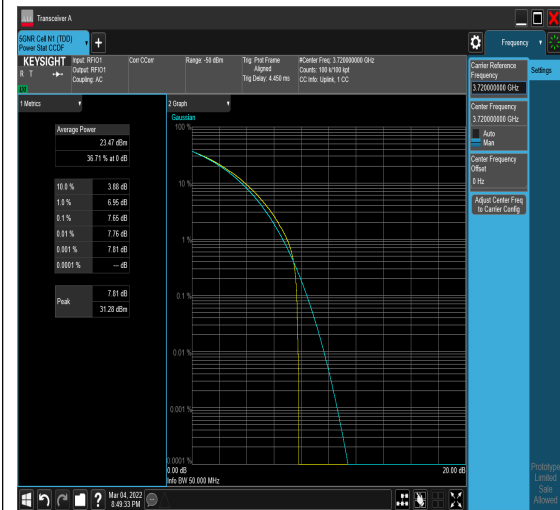 Transceiver A
5GNR Cell N1 (TDD)
Power Stat CCDF
+
Frequency
KEYSIGHT
R T
LXI
Input: RFIO1
Output: RFIO1
Coupling: AC
Corr CCorr
Range: -50 dBm
Trig: Prot Frame
Aligned
Trig Delay: 4.450 ms
#Center Freq: 3.720000000 GHz
Counts: 100 k/100 kpt
CC Info: Uplink, 1 CC
Carrier Reference
Frequency
3.720000000 GHz
Settings
Center Frequency
3.720000000 GHz
Auto
Man
Center Frequency
Offset
0 Hz
Adjust Center Freq
to Carrier Config
1 Metrics
Average Power
23.47 dBm
36.71 % at 0 dB
10.0 % 3.88 dB
1.0 % 6.95 dB
0.1 % 7.65 dB
0.01 % 7.76 dB
0.001 % 7.81 dB
0.0001 % --- dB
Peak 7.81 dB
31.28 dBm
2 Graph
Gaussian
100 %
10 %
1 %
0.1 %
0.01 %
0.001 %
0.0001 %
0.00 dB 20.00 dB
Info BW 50.000 MHz
Prototype
Limited
Sale
Allowed
?
Mar 04, 2022
8:49:33 PM